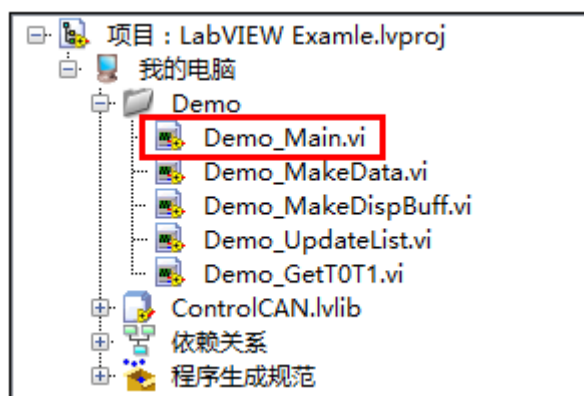 项目：LabVIEW Examle.lvproj
我的电脑
Demo
Demo_Main.vi
Demo_MakeData.vi
Demo_MakeDispBuff.vi
Demo_UpdateList.vi
Demo_GetT0T1.vi
ControlCAN.lvlib
依赖关系
程序生成规范